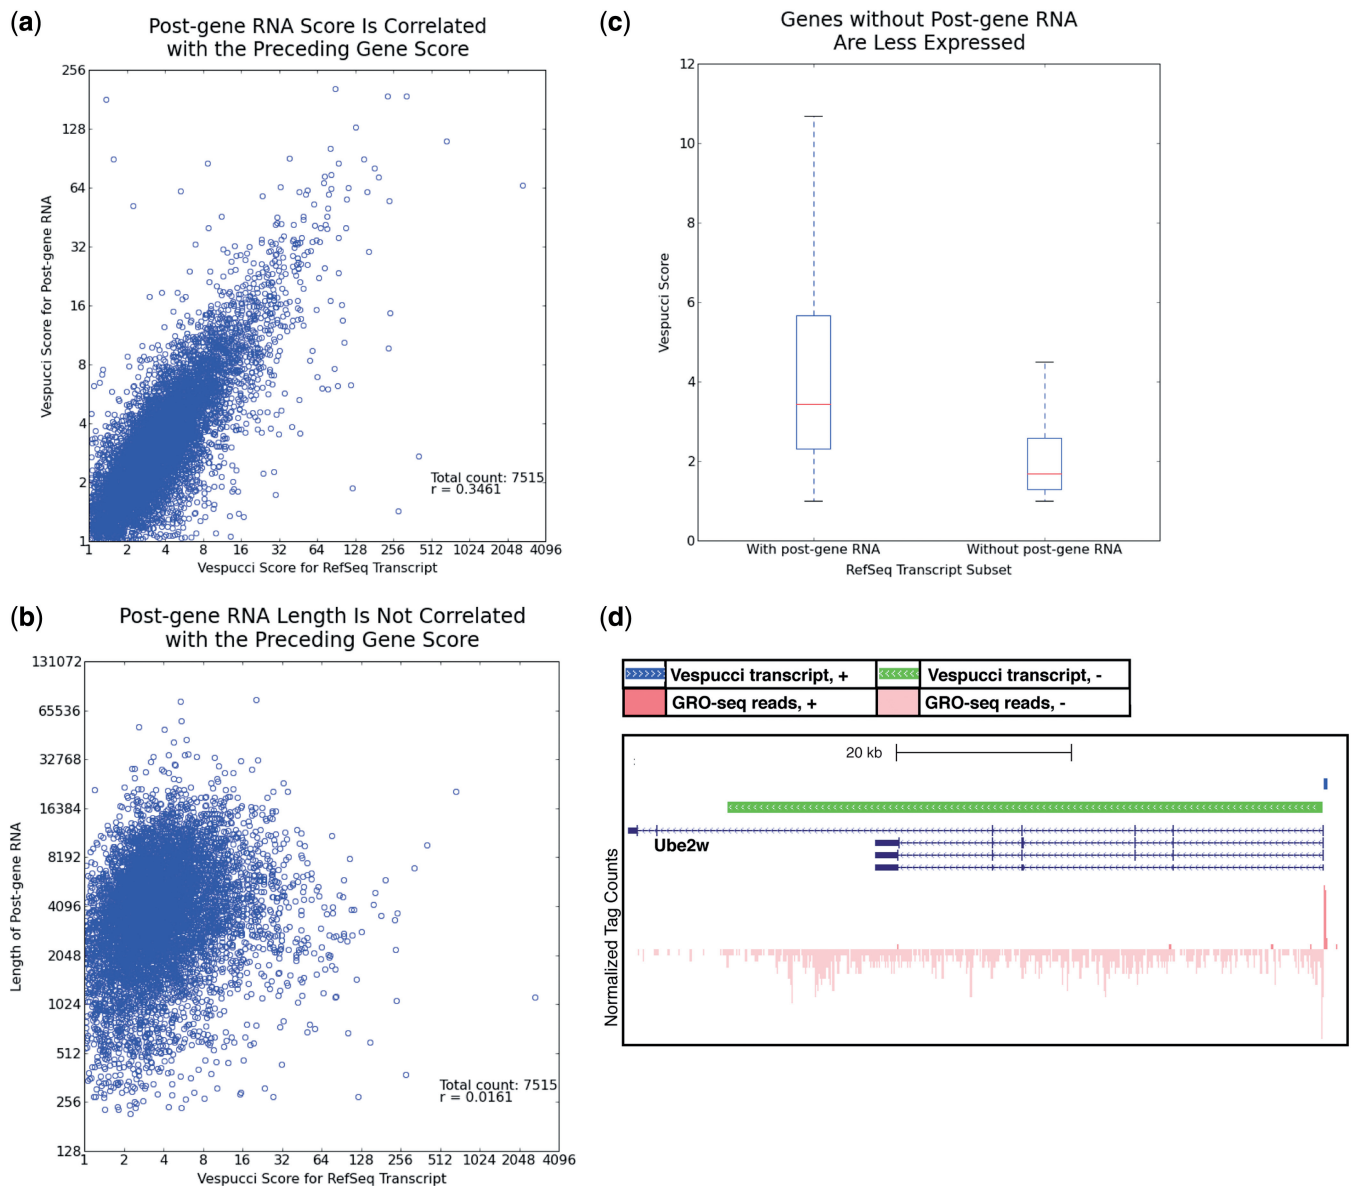 (a)
Post-gene RNA Score Is Correlated
with the Preceding Gene Score
256
128
64
32
16
8
4
2
1
Vespucci Score for Post-gene RNA
Total count: 7515
r = 0.3461
1 2 4 8 16 32 64 128 256 512 1024 2048 4096
Vespucci Score for RefSeq Transcript
(c)
Genes without Post-gene RNA
Are Less Expressed
12
10
8
6
4
2
0
Vespucci Score
With post-gene RNA Without post-gene RNA
RefSeq Transcript Subset
(b)
Post-gene RNA Length Is Not Correlated
with the Preceding Gene Score
131072
65536
32768
16384
8192
4096
2048
1024
512
256
128
Length of Post-gene RNA
Total count: 7515
r = 0.0161
1 2 4 8 16 32 64 128 256 512 1024 2048 4096
Vespucci Score for RefSeq Transcript
(d)
Vespucci transcript, + Vespucci transcript, -
GRO-seq reads, + GRO-seq reads, -
20 kb
:
Ube2w
Normalized Tag Counts